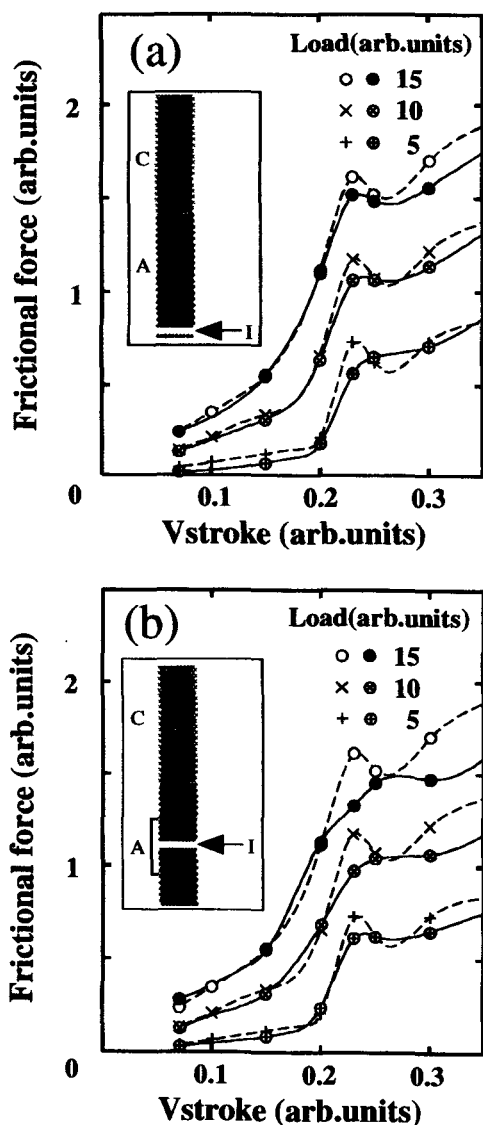 (a)
Load(arb.units)
15
10
5
C
A
I
2
1
0
0.1 0.2 0.3
Frictional force (arb.units)
Vstroke (arb.units)
(b)
Load(arb.units)
15
10
5
C
A
I
2
1
0
0.1 0.2 0.3
Frictional force (arb.units)
Vstroke (arb.units)